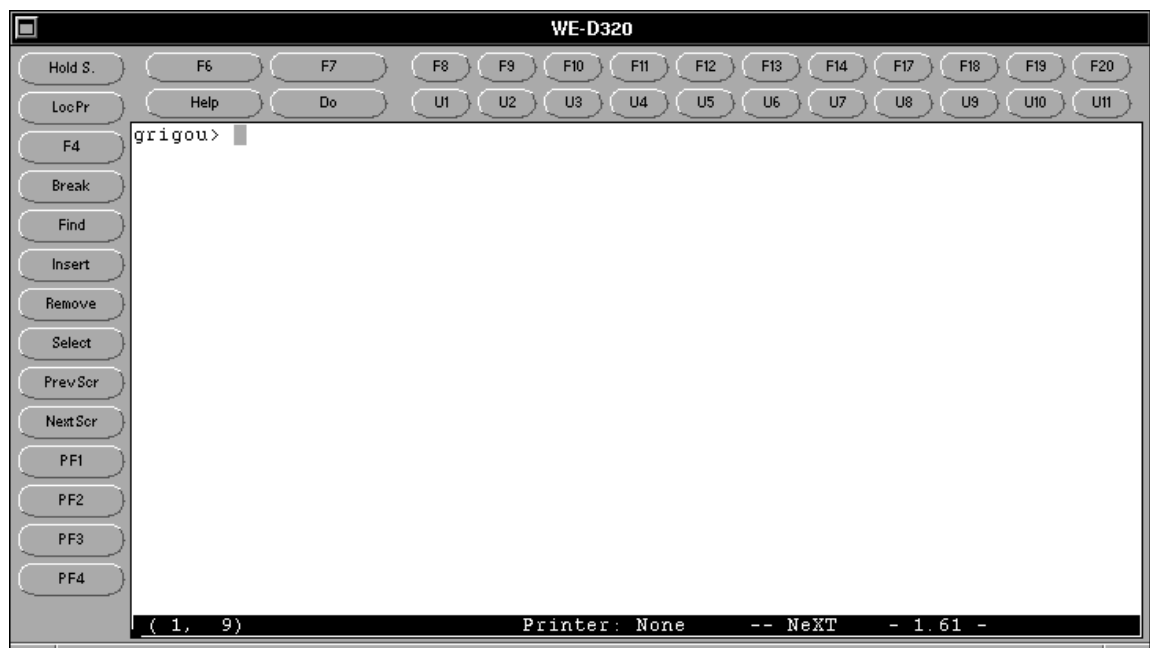 WE-D320
F6 F7 F8 F9 F10 F11 F12 F13 F14 F17 F18 F19 F20
Help Do U1 U2 U3 U4 U5 U6 U7 U8 U9 U10 U11
Hold S.
LocPr
F4
Break
Find
Insert
Remove
Select
PrevScr
NextScr
PF1
PF2
PF3
PF4
grigou>
( 1, 9) Printer: None -- NeXT - 1.61 -